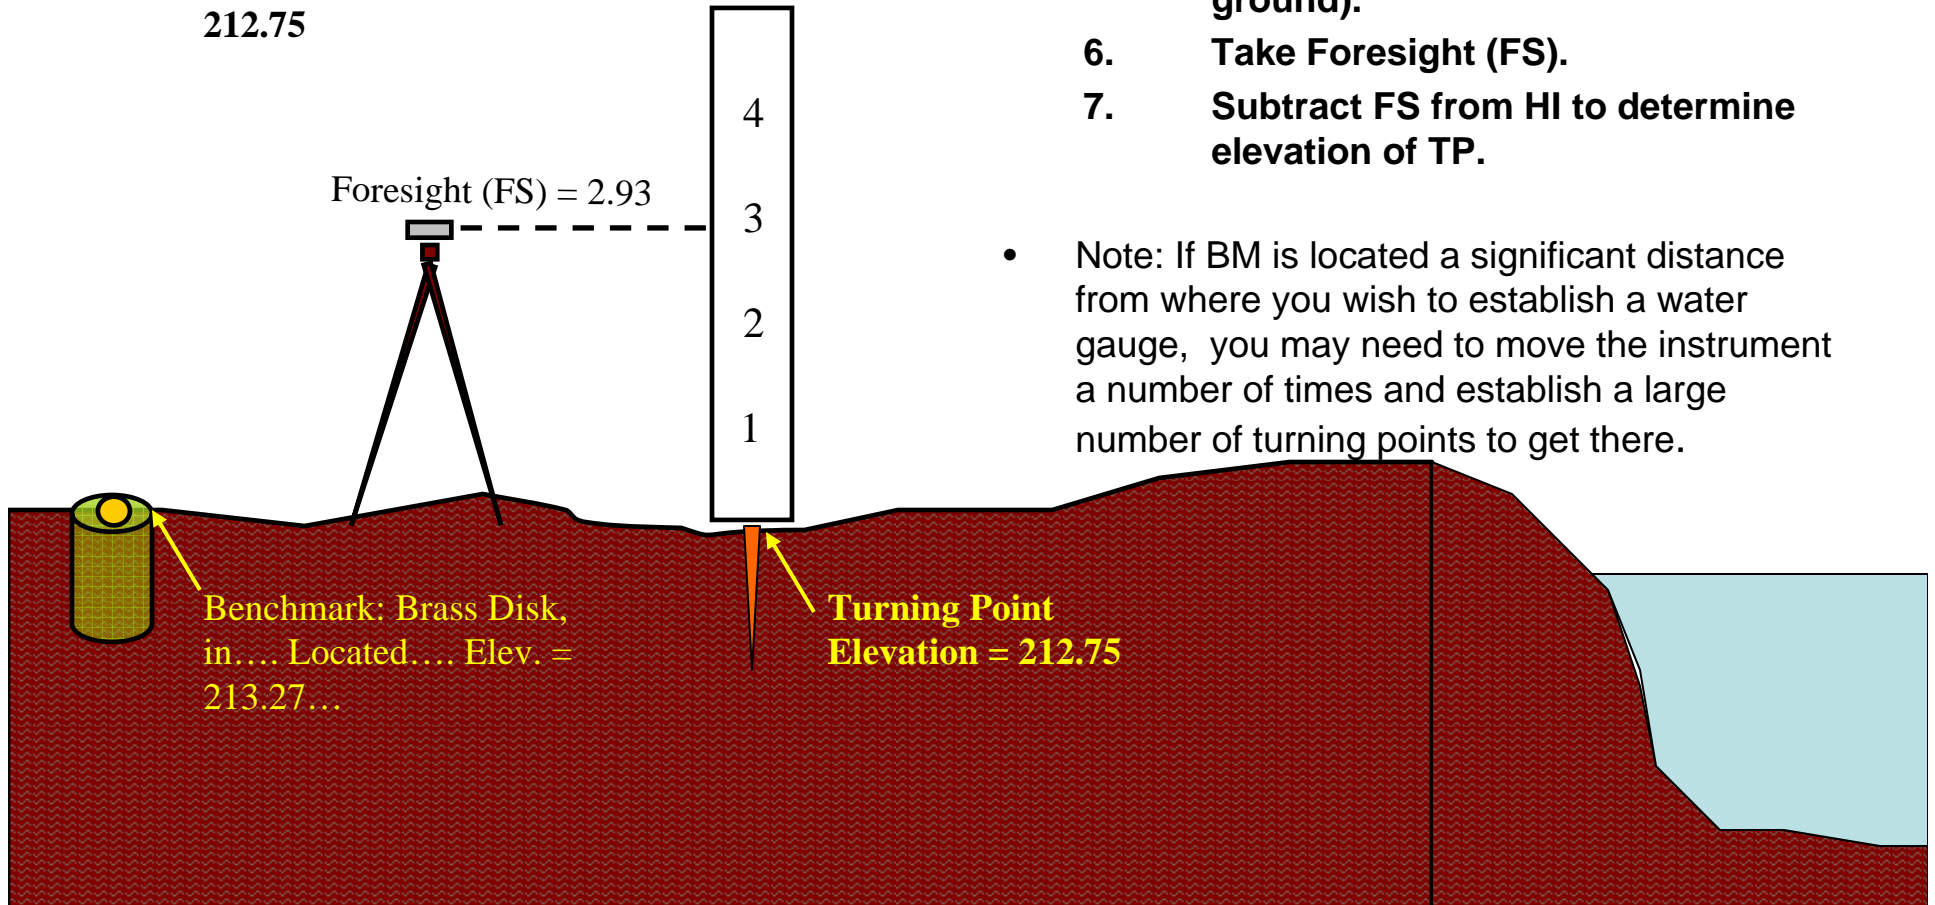 212.75
ground).
6. Take Foresight (FS).
7. Subtract FS from HI to determine
elevation of TP.
• Note: If BM is located a significant distance
from where you wish to establish a water
gauge, you may need to move the instrument
a number of times and establish a large
number of turning points to get there.
Foresight (FS) = 2.93
4
3
2
1
Benchmark: Brass Disk,
in…. Located…. Elev. =
213.27…
Turning Point
Elevation = 212.75